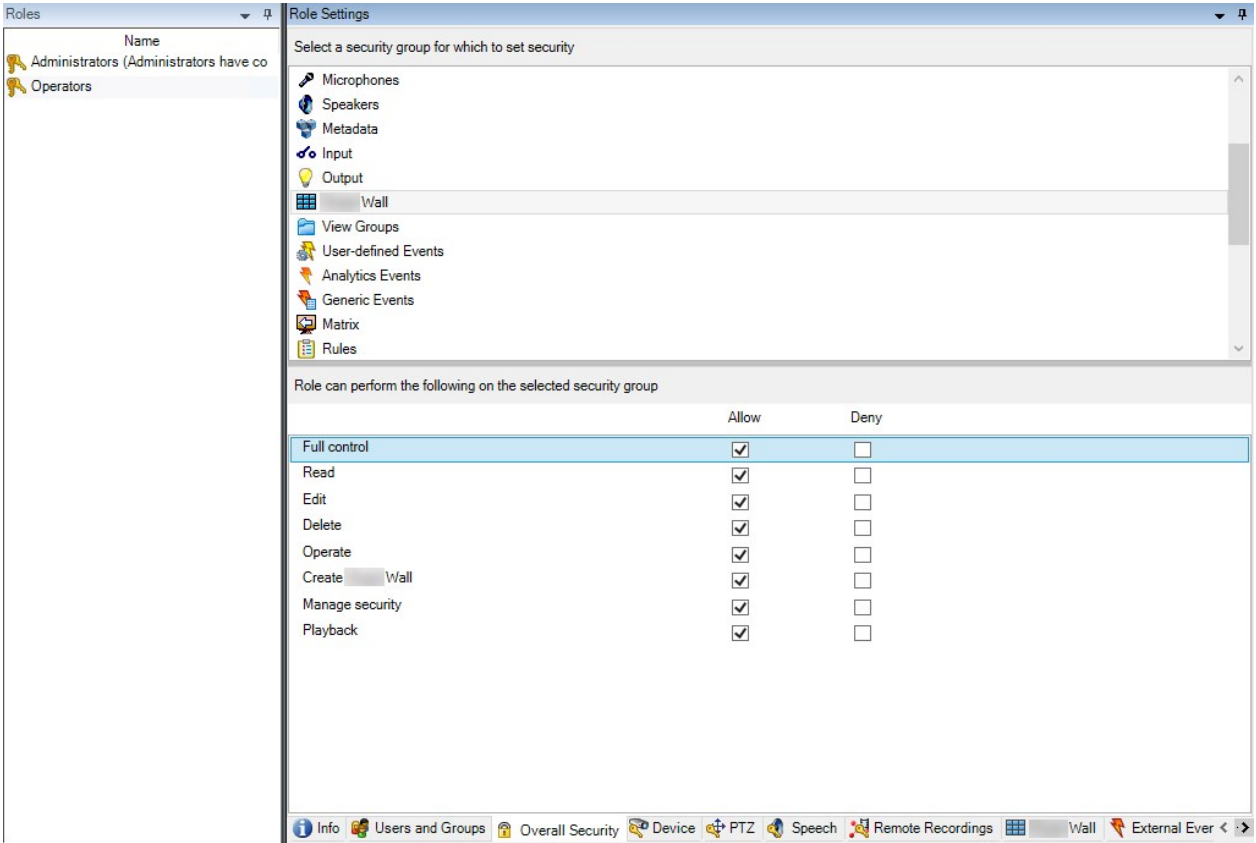 Roles
Name
Administrators (Administrators have co
Operators
Role Settings
Select a security group for which to set security
Microphones
Speakers
Metadata
Input
Output
Wall
View Groups
User-defined Events
Analytics Events
Generic Events
Matrix
Rules
Role can perform the following on the selected security group
Allow Deny
Full control
Read
Edit
Delete
Operate
Create Wall
Manage security
Playback
Info Users and Groups Overall Security Device PTZ Speech Remote Recordings Wall External Ever